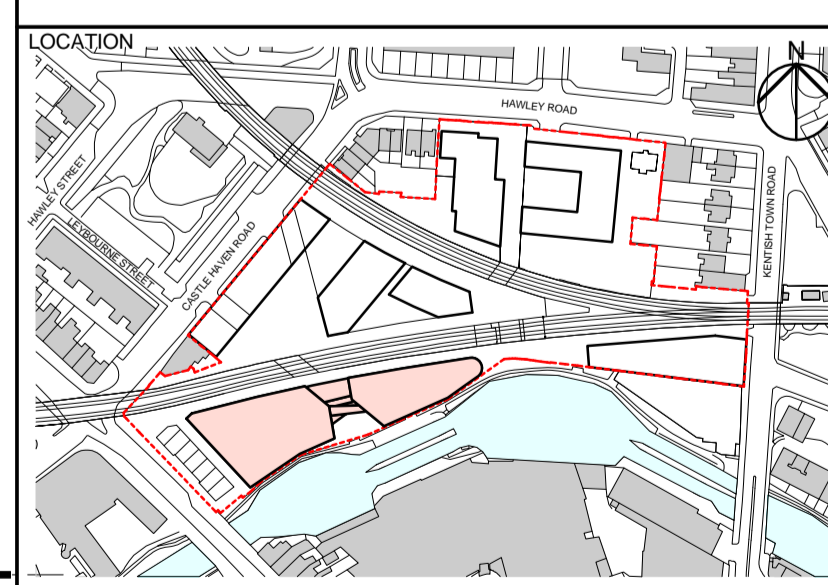 LOCATION
N
HAWLEY ROAD
HAWLEY STREET
LEYBOURNE STREET
CASTLE HAVEN ROAD
KENTISH TOWN ROAD